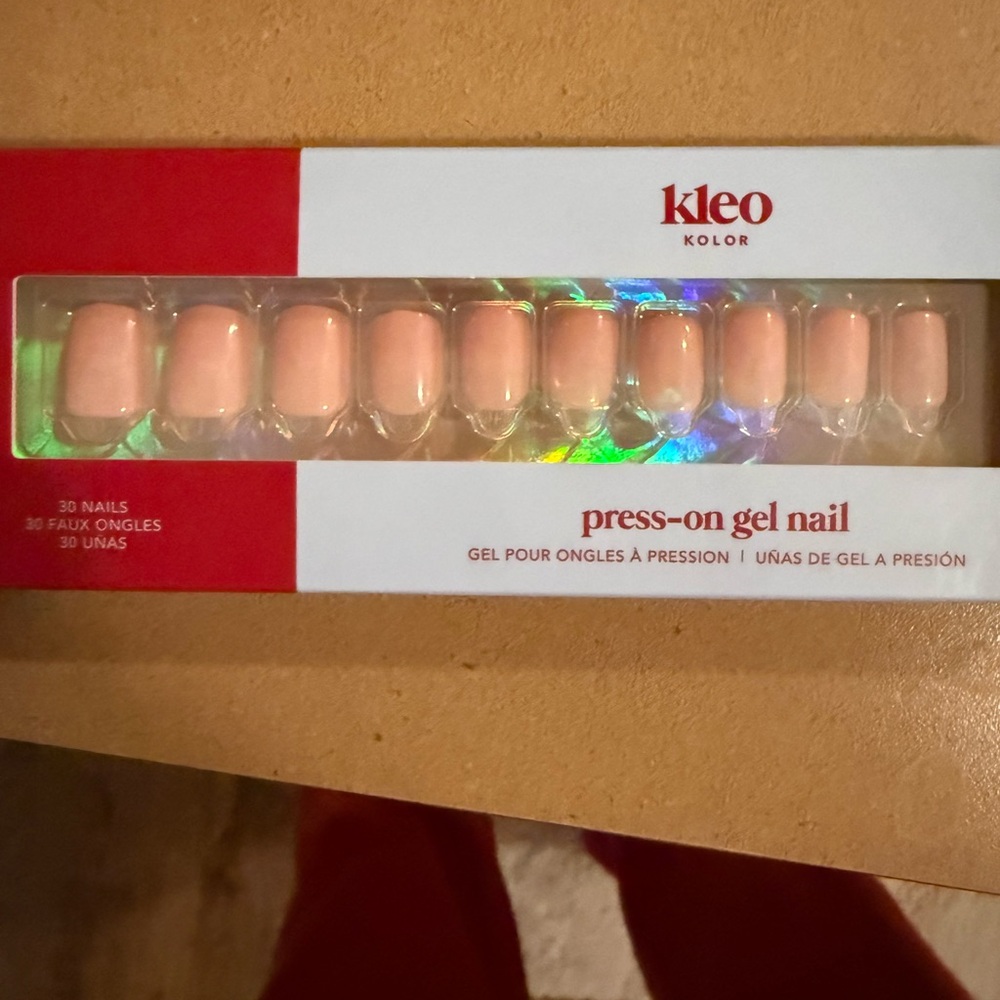 kleo
KOLOR
30 NAILS
30 FAUX ONGLES
30 UÑAS
press-on gel nail
GEL POUR ONGLES À PRESSION | UÑAS DE GEL A PRESIÓN